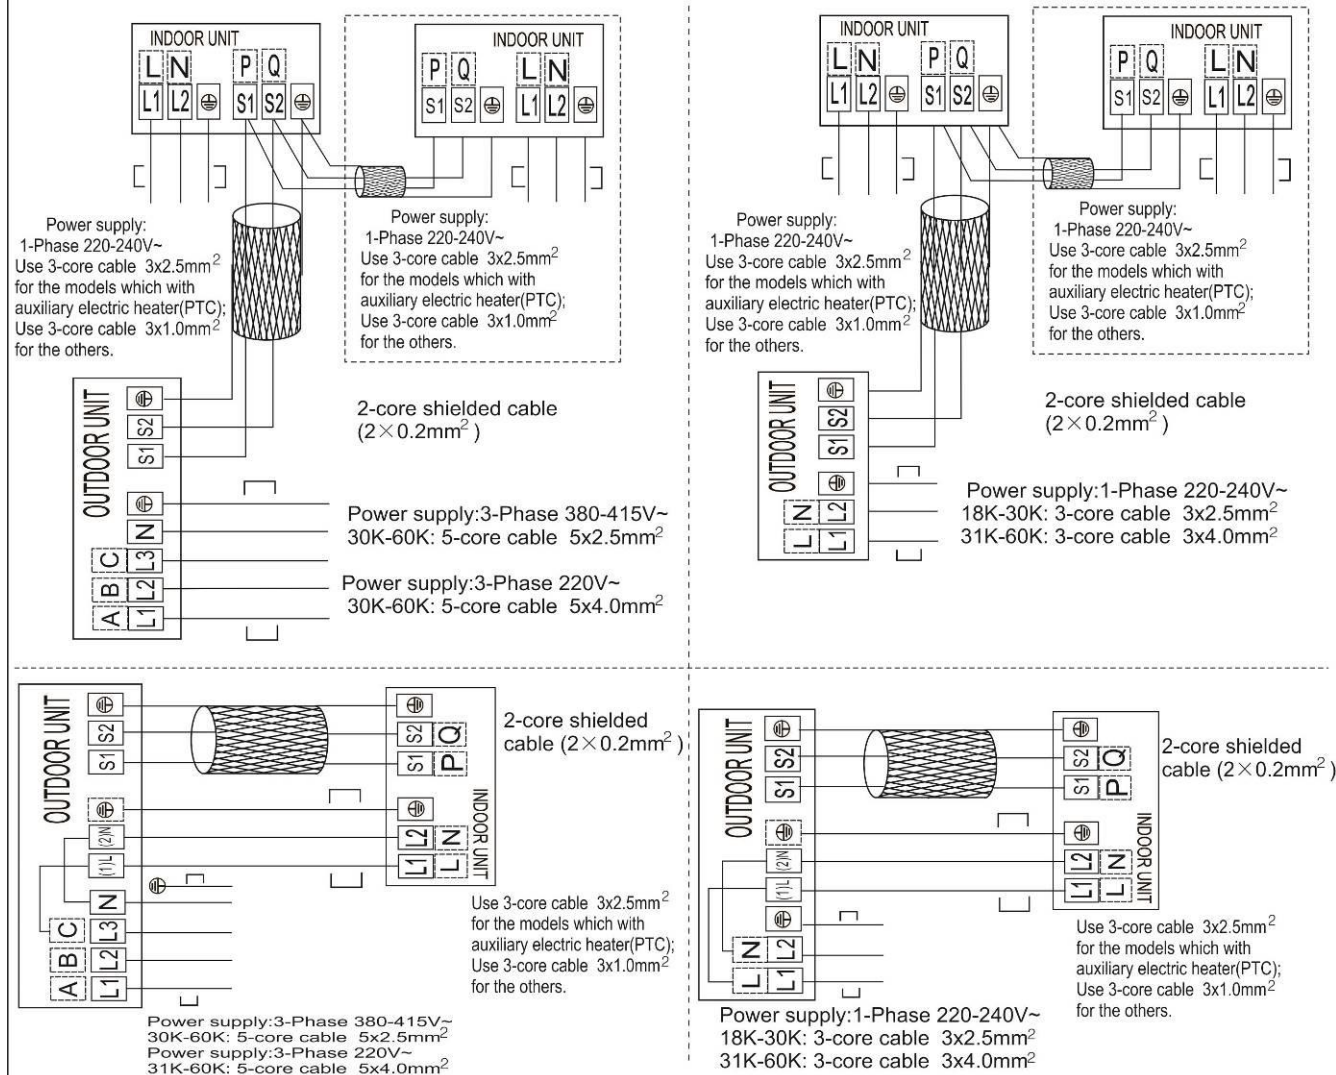 INDOOR UNIT
L N P Q
L1 L2 S1 S2
INDOOR UNIT
P Q L N
S1 S2 L1 L2
Power supply:
1-Phase 220-240V~
Use 3-core cable 3x2.5mm²
for the models which with
auxiliary electric heater(PTC);
Use 3-core cable 3x1.0mm²
for the others.
Power supply:
1-Phase 220-240V~
Use 3-core cable 3x2.5mm²
for the models which with
auxiliary electric heater(PTC);
Use 3-core cable 3x1.0mm²
for the others.
OUTDOOR UNIT
S2
S1
N
C L3
B L2
A L1
2-core shielded cable
(2×0.2mm²)
Power supply:3-Phase 380-415V~
30K-60K: 5-core cable 5x2.5mm²
Power supply:3-Phase 220V~
30K-60K: 5-core cable 5x4.0mm²
INDOOR UNIT
L N P Q
L1 L2 S1 S2
INDOOR UNIT
P Q L N
S1 S2 L1 L2
Power supply:
1-Phase 220-240V~
Use 3-core cable 3x2.5mm²
for the models which with
auxiliary electric heater(PTC);
Use 3-core cable 3x1.0mm²
for the others.
Power supply:
1-Phase 220-240V~
Use 3-core cable 3x2.5mm²
for the models which with
auxiliary electric heater(PTC);
Use 3-core cable 3x1.0mm²
for the others.
OUTDOOR UNIT
S2
S1
N L2
L L1
2-core shielded cable
(2×0.2mm²)
Power supply:1-Phase 220-240V~
18K-30K: 3-core cable 3x2.5mm²
31K-60K: 3-core cable 3x4.0mm²
OUTDOOR UNIT
S2
S1
(2)N
(1)L
N
C L3
B L2
A L1
S2 Q
S1 P
L2 N
L1 L
INDOOR UNIT
2-core shielded
cable (2×0.2mm²)
Use 3-core cable 3x2.5mm²
for the models which with
auxiliary electric heater(PTC);
Use 3-core cable 3x1.0mm²
for the others.
Power supply:3-Phase 380-415V~
30K-60K: 5-core cable 5x2.5mm²
Power supply:3-Phase 220V~
31K-60K: 5-core cable 5x4.0mm²
OUTDOOR UNIT
S2
S1
(2)N
(1)L
N L2
L L1
S2 Q
S1 P
L2 N
L1 L
INDOOR UNIT
2-core shielded
cable (2×0.2mm²)
Use 3-core cable 3x2.5mm²
for the models which with
auxiliary electric heater(PTC);
Use 3-core cable 3x1.0mm²
for the others.
Power supply:1-Phase 220-240V~
18K-30K: 3-core cable 3x2.5mm²
31K-60K: 3-core cable 3x4.0mm²